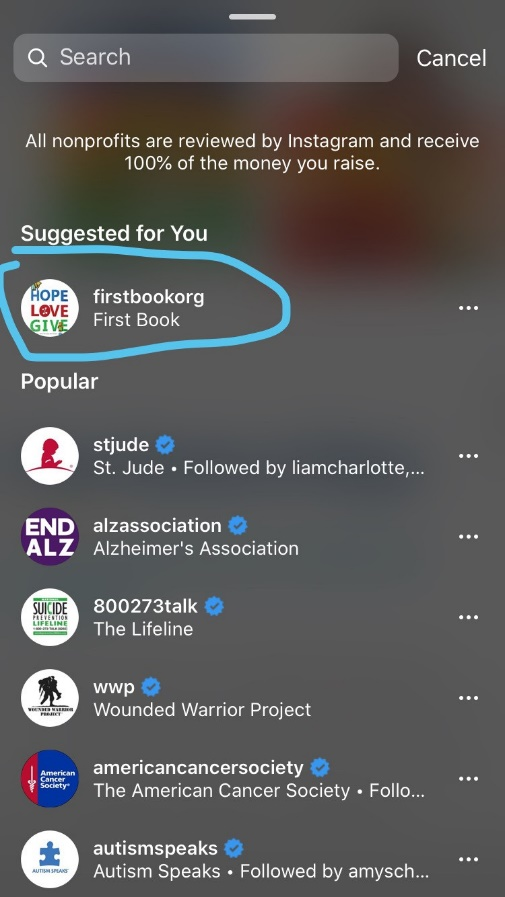 Search
Cancel
All nonprofits are reviewed by Instagram and receive
100% of the money you raise.
Suggested for You
HOPE
LOVE
GIVE
firstbookorg
First Book
Popular
stjude
St. Jude • Followed by liamcharlotte,...
END
ALZ
alzassociation
Alzheimer's Association
SUICIDE
PREVENTION
LIFELINE
800273talk
The Lifeline
WOUNDED WARRIOR
PROJECT
wwp
Wounded Warrior Project
American
Cancer
Society
americancancersociety
The American Cancer Society • Follo...
AUTISM SPEAKS
autismspeaks
Autism Speaks • Followed by amysch...